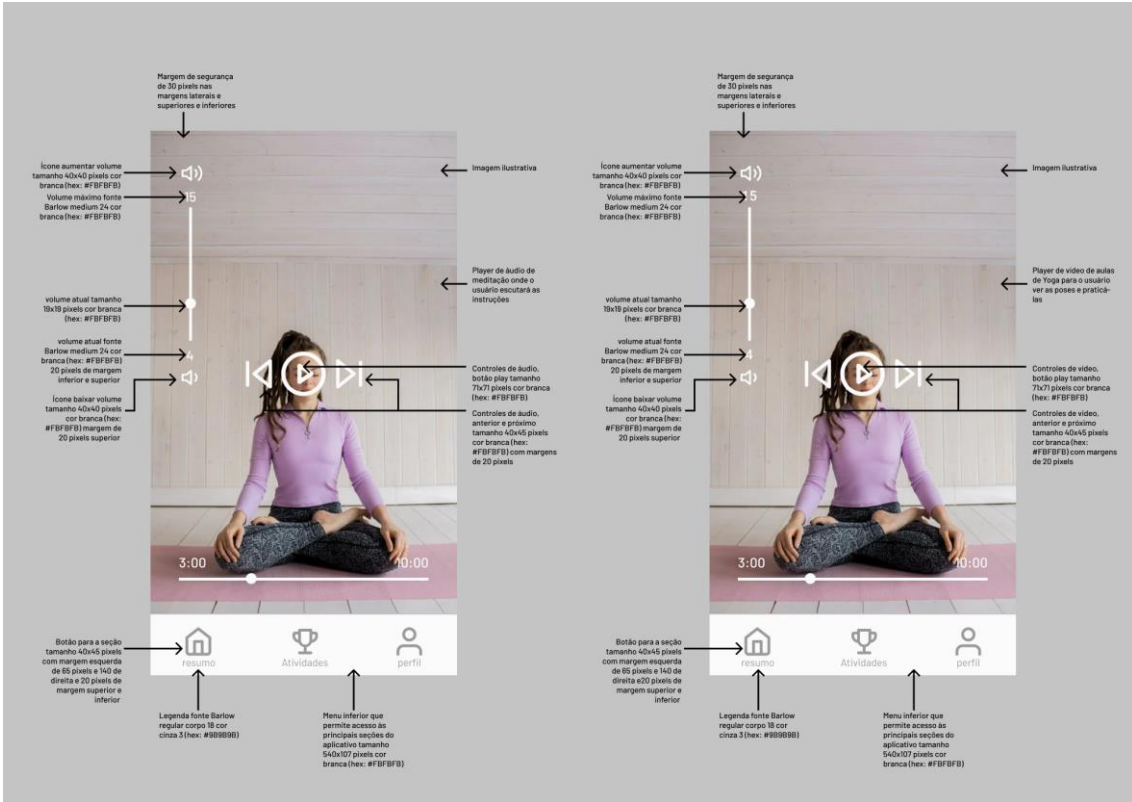 Margem de segurança
de 30 pixels nas
margens laterais e
superiores e inferiores
Ícone aumentar volume
tamanho 40x40 pixels cor
branca (hex: #FBFBFB)
Volume máximo fonte
Barlow medium 24 cor
branca (hex: #FBFBFB)
volume atual tamanho
19x19 pixels cor branca
(hex: #FBFBFB)
volume atual fonte
Barlow medium 24 cor
branca (hex: #FBFBFB)
20 pixels de margem
inferior e superior
Ícone baixar volume
tamanho 40x40 pixels
cor branca (hex:
#FBFBFB) margem de
20 pixels superior
15
4
Imagem ilustrativa
Player de áudio de
meditação onde o
usuário escutará as
instruções
Controles de áudio,
botão play tamanho
71x71 pixels cor branca
(hex: #FBFBFB)
Controles de áudio,
anterior e próximo
tamanho 40x45 pixels
cor branca (hex:
#FBFBFB) com margens
de 20 pixels
3:00 10:00
resumo Atividades perfil
Botão para a seção
tamanho 40x45 pixels
com margem esquerda
de 65 pixels e 140 de
direita e 20 pixels de
margem superior e
inferior
Legenda fonte Barlow
regular corpo 18 cor
cinza 3 (hex: #9B9B9B)
Menu inferior que
permite acesso às
principais seções do
aplicativo tamanho
540x107 pixels cor
branca (hex: #FBFBFB)
Margem de segurança
de 30 pixels nas
margens laterais e
superiores e inferiores
Ícone aumentar volume
tamanho 40x40 pixels cor
branca (hex: #FBFBFB)
Volume máximo fonte
Barlow medium 24 cor
branca (hex: #FBFBFB)
volume atual tamanho
19x19 pixels cor branca
(hex: #FBFBFB)
volume atual fonte
Barlow medium 24 cor
branca (hex: #FBFBFB)
20 pixels de margem
inferior e superior
Ícone baixar volume
tamanho 40x40 pixels
cor branca (hex:
#FBFBFB) margem de
20 pixels superior
15
4
Imagem ilustrativa
Player de vídeo de aulas
de Yoga para o usuário
ver as poses e praticá-
las
Controles de vídeo,
botão play tamanho
71x71 pixels cor branca
(hex: #FBFBFB)
Controles de vídeo,
anterior e próximo
tamanho 40x45 pixels
cor branca (hex:
#FBFBFB) com margens
de 20 pixels
3:00 10:00
resumo Atividades perfil
Botão para a seção
tamanho 40x45 pixels
com margem esquerda
de 65 pixels e 140 de
direita e20 pixels de
margem superior e
inferior
Legenda fonte Barlow
regular corpo 18 cor
cinza 3 (hex: #9B9B9B)
Menu inferior que
permite acesso às
principais seções do
aplicativo tamanho
540x107 pixels cor
branca (hex: #FBFBFB)